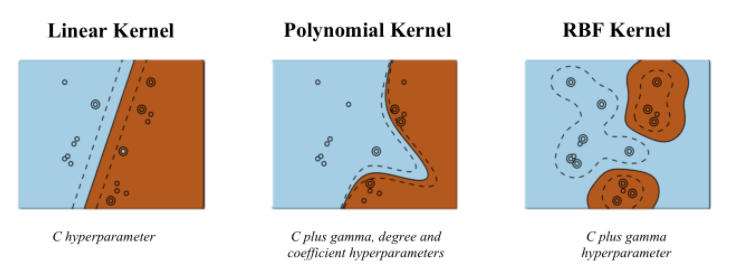 Linear Kernel
Polynomial Kernel
RBF Kernel
C hyperparameter
C plus gamma, degree and
coefficient hyperparameters
C plus gamma
hyperparameter